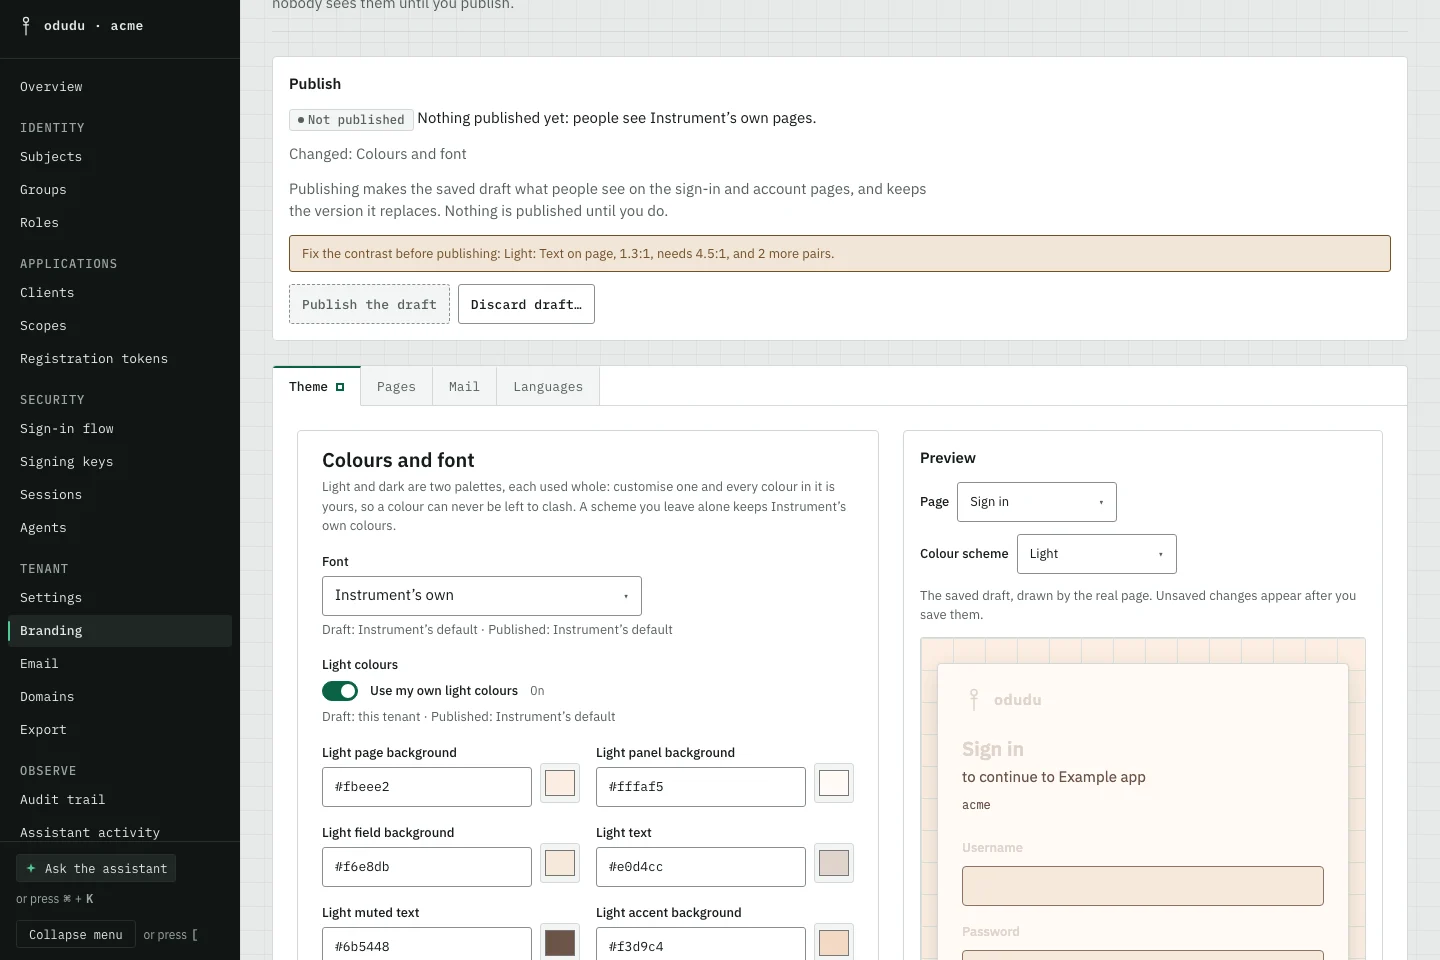 odudu · acme
Overview
IDENTITY
Subjects
Groups
Roles
APPLICATIONS
Clients
Scopes
Registration tokens
SECURITY
Sign-in flow
Signing keys
Sessions
Agents
TENANT
Settings
Branding
Email
Domains
Export
OBSERVE
Audit trail
Assistant activity
Ask the assistant
or press ⌘ + K
Collapse menu or press [
nobody sees them until you publish.
Publish
Not published Nothing published yet: people see Instrument’s own pages.
Changed: Colours and font
Publishing makes the saved draft what people see on the sign-in and account pages, and keeps
the version it replaces. Nothing is published until you do.
Fix the contrast before publishing: Light: Text on page, 1.3:1, needs 4.5:1, and 2 more pairs.
Publish the draft Discard draft…
Theme Pages Mail Languages
Colours and font
Light and dark are two palettes, each used whole: customise one and every colour in it is
yours, so a colour can never be left to clash. A scheme you leave alone keeps Instrument’s
own colours.
Font
Instrument’s own
Draft: Instrument’s default · Published: Instrument’s default
Light colours
Use my own light colours On
Draft: this tenant · Published: Instrument’s default
Light page background Light panel background
#fbeee2 #fffaf5
Light field background Light text
#f6e8db #e0d4cc
Light muted text Light accent background
#6b5448 #f3d9c4
Preview
Page Sign in
Colour scheme Light
The saved draft, drawn by the real page. Unsaved changes appear after you
save them.
odudu
Sign in
to continue to Example app
acme
Username
Password